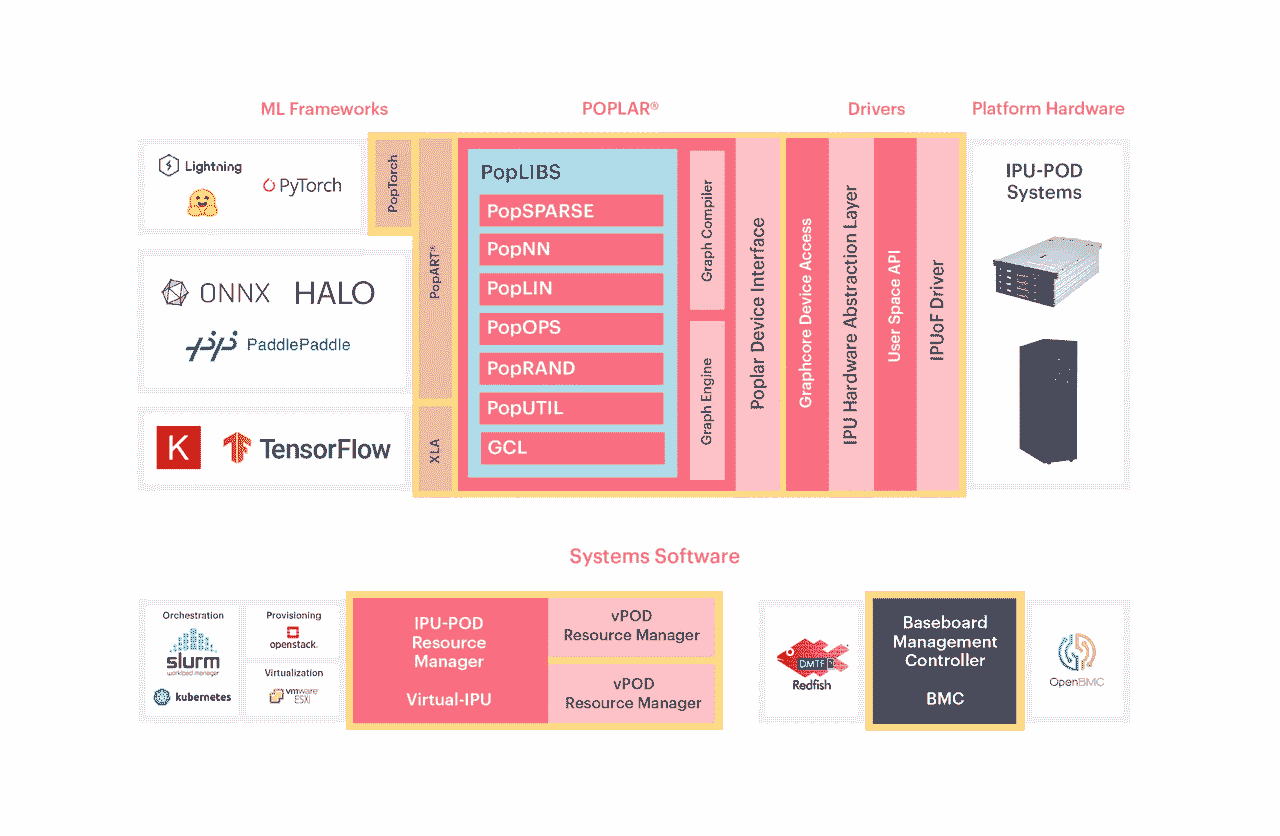 ML Frameworks
POPLAR®
Drivers
Platform Hardware
Lightning
PyTorch
PopTorch
ONNX
HALO
PaddlePaddle
PopART®
K
TensorFlow
XLA
PopLIBS
PopSPARSE
PopNN
PopLIN
PopOPS
PopRAND
PopUTIL
GCL
Graph Compiler
Graph Engine
Poplar Device Interface
Graphcore Device Access
IPU Hardware Abstraction Layer
User Space API
IPUoF Driver
IPU-POD
Systems
Systems Software
Orchestration
slurm
workload manager
kubernetes
Provisioning
openstack.
Virtualization
vmware
ESXi
IPU-POD
Resource
Manager
Virtual-IPU
vPOD
Resource Manager
vPOD
Resource Manager
DMTF
Redfish
Baseboard
Management
Controller
BMC
OpenBMC